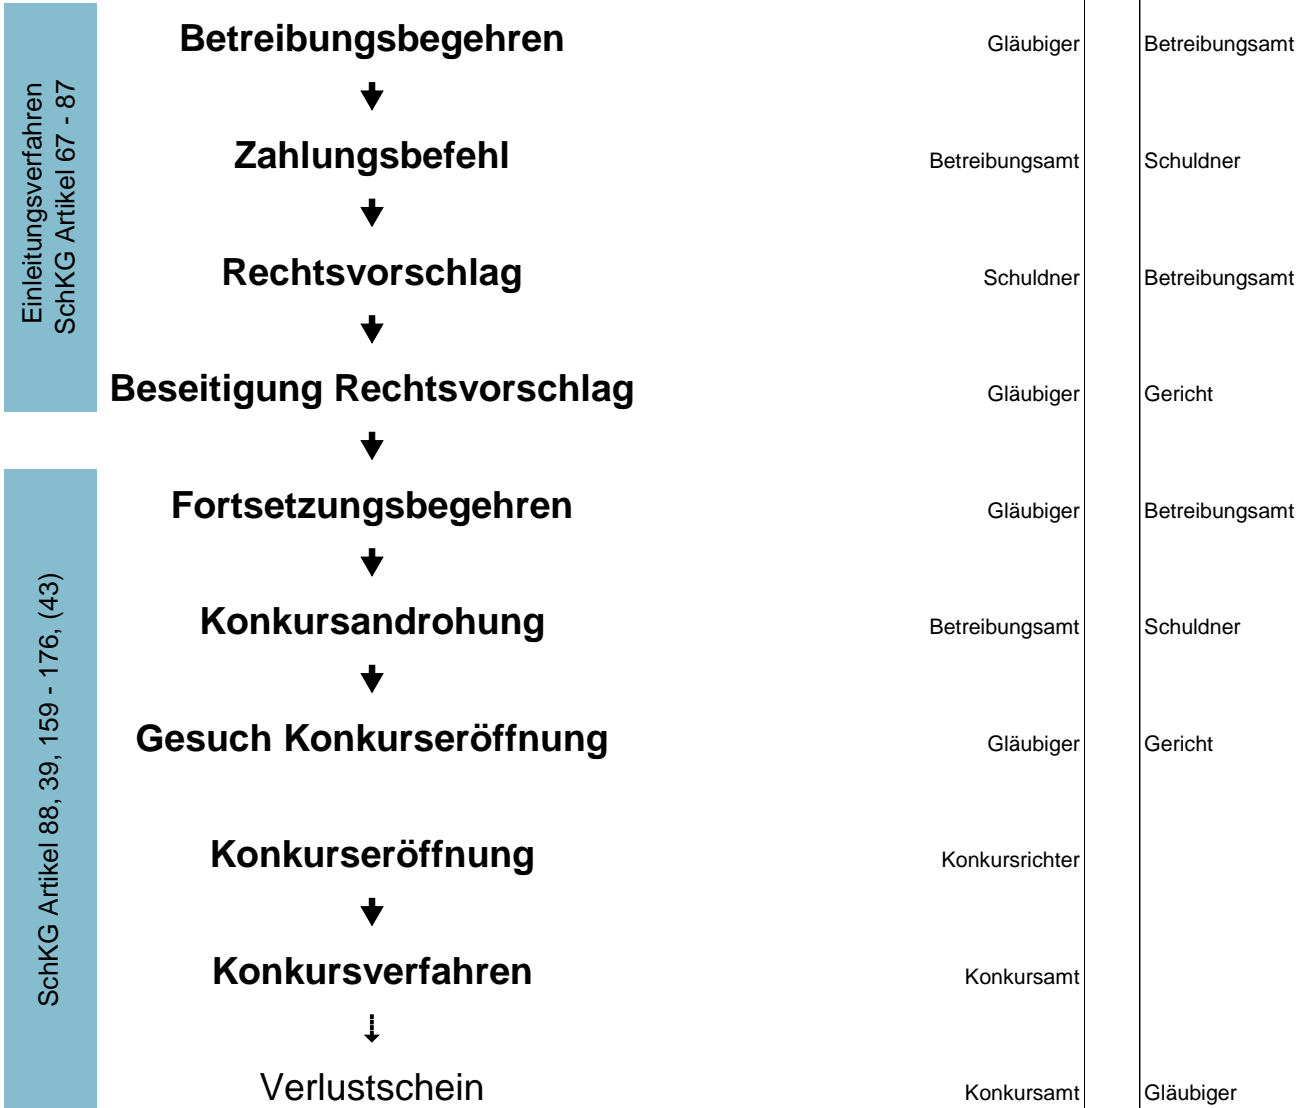 Einleitungsverfahren
SchKG Artikel 67 - 87
Betreibungsbegehren Gläubiger Betreibungsamt
Zahlungsbefehl Betreibungsamt Schuldner
Rechtsvorschlag Schuldner Betreibungsamt
Beseitigung Rechtsvorschlag Gläubiger Gericht
SchKG Artikel 88, 39, 159 - 176, (43)
Fortsetzungsbegehren Gläubiger Betreibungsamt
Konkursandrohung Betreibungsamt Schuldner
Gesuch Konkurseröffnung Gläubiger Gericht
Konkurseröffnung Konkursrichter
Konkursverfahren Konkursamt
Verlustschein Konkursamt Gläubiger